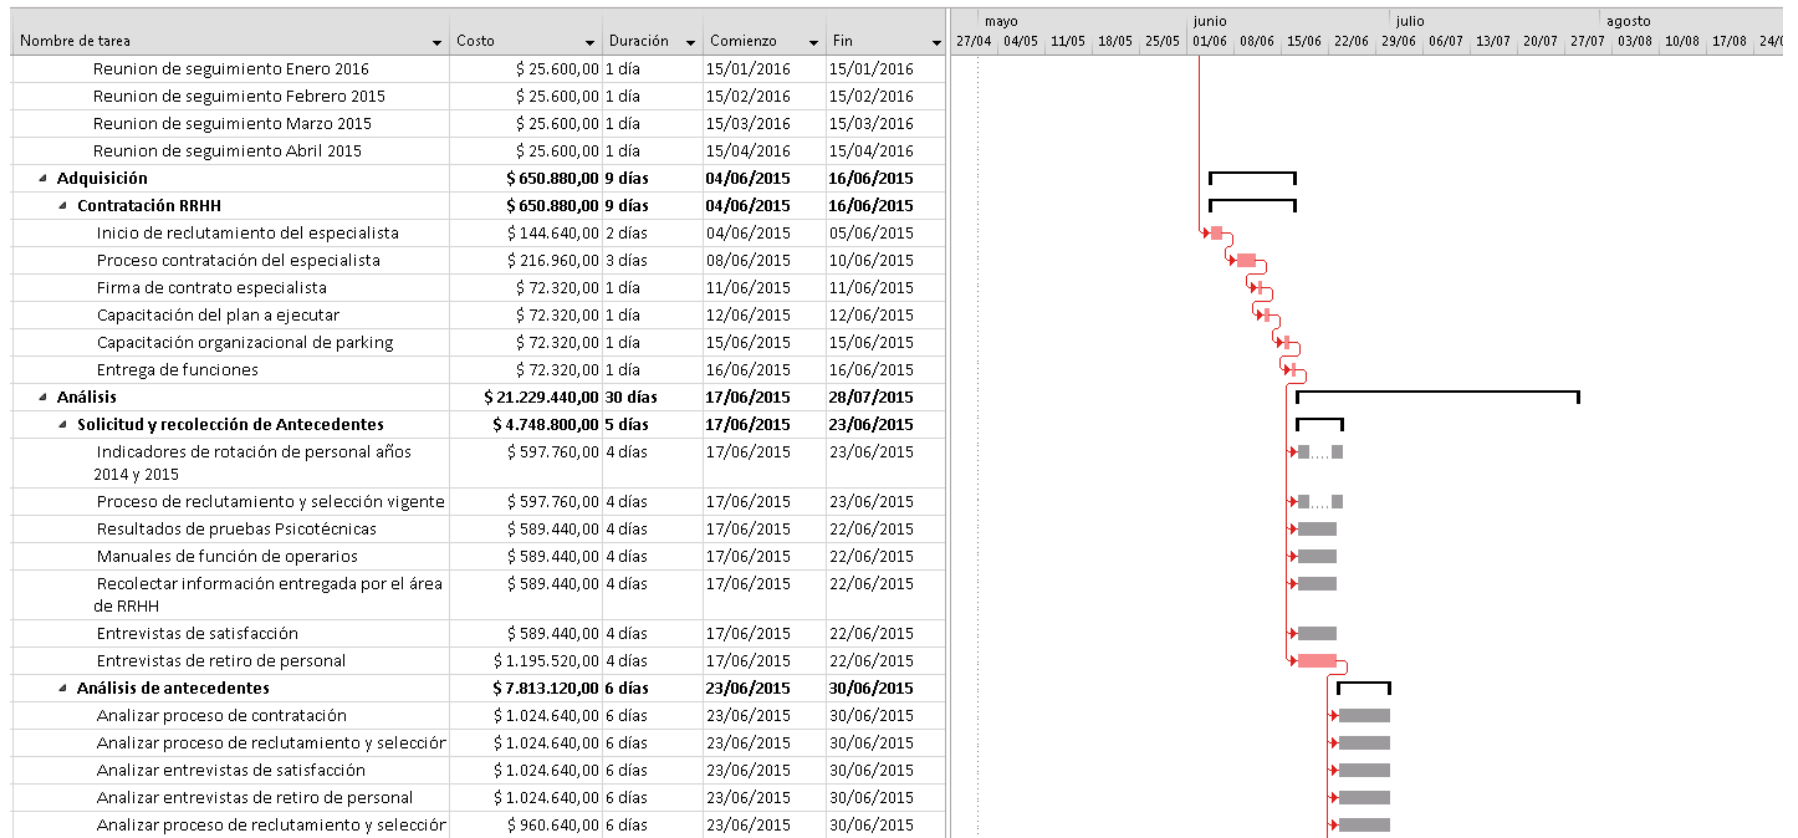 mayo junio julio agosto
Nombre de tarea Costo Duración Comienzo Fin 27/04 04/05 11/05 18/05 25/05 01/06 08/06 15/06 22/06 29/06 06/07 13/07 20/07 27/07 03/08 10/08 17/08 24/0
Reunion de seguimiento Enero 2016 $ 25.600,00 1 día 15/01/2016 15/01/2016
Reunion de seguimiento Febrero 2015 $ 25.600,00 1 día 15/02/2016 15/02/2016
Reunion de seguimiento Marzo 2015 $ 25.600,00 1 día 15/03/2016 15/03/2016
Reunion de seguimiento Abril 2015 $ 25.600,00 1 día 15/04/2016 15/04/2016
Adquisición $ 650.880,00 9 días 04/06/2015 16/06/2015
Contratación RRHH $ 650.880,00 9 días 04/06/2015 16/06/2015
Inicio de reclutamiento del especialista $ 144.640,00 2 días 04/06/2015 05/06/2015
Proceso contratación del especialista $ 216.960,00 3 días 08/06/2015 10/06/2015
Firma de contrato especialista $ 72.320,00 1 día 11/06/2015 11/06/2015
Capacitación del plan a ejecutar $ 72.320,00 1 día 12/06/2015 12/06/2015
Capacitación organizacional de parking $ 72.320,00 1 día 15/06/2015 15/06/2015
Entrega de funciones $ 72.320,00 1 día 16/06/2015 16/06/2015
Análisis $ 21.229.440,00 30 días 17/06/2015 28/07/2015
Solicitud y recolección de Antecedentes $ 4.748.800,00 5 días 17/06/2015 23/06/2015
Indicadores de rotación de personal años $ 597.760,00 4 días 17/06/2015 23/06/2015
2014 y 2015
Proceso de reclutamiento y selección vigente $ 597.760,00 4 días 17/06/2015 23/06/2015
Resultados de pruebas Psicotécnicas $ 589.440,00 4 días 17/06/2015 22/06/2015
Manuales de función de operarios $ 589.440,00 4 días 17/06/2015 22/06/2015
Recolectar información entregada por el área $ 589.440,00 4 días 17/06/2015 22/06/2015
de RRHH
Entrevistas de satisfacción $ 589.440,00 4 días 17/06/2015 22/06/2015
Entrevistas de retiro de personal $ 1.195.520,00 4 días 17/06/2015 22/06/2015
Análisis de antecedentes $ 7.813.120,00 6 días 23/06/2015 30/06/2015
Analizar proceso de contratación $ 1.024.640,00 6 días 23/06/2015 30/06/2015
Analizar proceso de reclutamiento y selección $ 1.024.640,00 6 días 23/06/2015 30/06/2015
Analizar entrevistas de satisfacción $ 1.024.640,00 6 días 23/06/2015 30/06/2015
Analizar entrevistas de retiro de personal $ 1.024.640,00 6 días 23/06/2015 30/06/2015
Analizar proceso de reclutamiento y selección $ 960.640,00 6 días 23/06/2015 30/06/2015